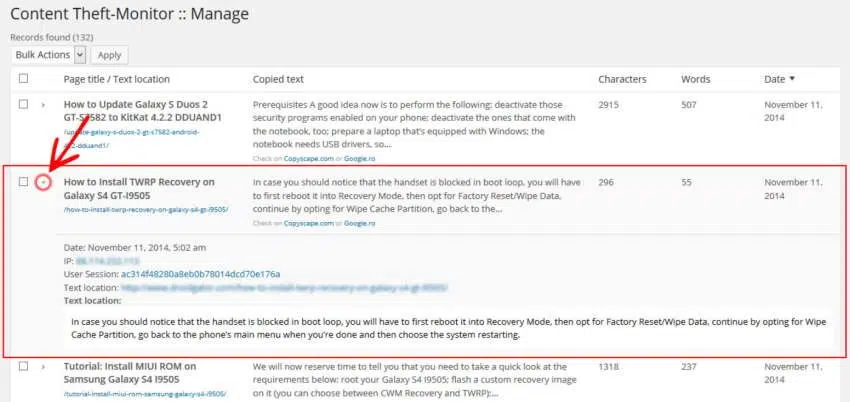 Content Theft-Monitor :: Manage
Records found (132)
Bulk Actions Apply
Page title / Text location Copied text Characters Words Date
How to Update Galaxy S Duos 2
GT-S7582 to KitKat 4.2.2 DDUAND1
/update-galaxy-s-duos-2-gt-s7582-android-
422-dduand1/
Prerequisites A good idea now is to perform the following: deactivate those
security programs enabled on your phone; deactivate the ones that come with
the notebook, too; prepare a laptop that's equipped with Windows; the
notebook needs USB drivers, so...
Check on Copyscape.com or Google.ro
2915
507
November 11,
2014
How to Install TWRP Recovery on
Galaxy S4 GT-I9505
/how-to-install-twrp-recovery-on-galaxy-s4-gt-i9505/
In case you should notice that the handset is blocked in boot loop, you will have
to first reboot it into Recovery Mode, then opt for Factory Reset/Wipe Data,
continue by opting for Wipe Cache Partition, go back to the...
Check on Copyscape.com or Google.ro
296
55
November 11,
2014
Date: November 11, 2014, 5:02 am
IP:
User Session: ac314f48280a8eb0b78014dcd70e176a
Text location:
Text location:
In case you should notice that the handset is blocked in boot loop, you will have to first reboot it into Recovery Mode, then opt for Factory Reset/Wipe Data, continue by opting for Wipe
Cache Partition, go back to the phone's main menu when you're done and then choose the system restarting.
Tutorial: Install MIUI ROM on
Samsung Galaxy S4 I9505
/tutorial-install-miui-rom-samsung-galaxy-s4-i9505/
We will now reserve time to tell you that you need to take a quick look at the
requirements below: root your Galaxy S4 I9505; flash a custom recovery image
on it (you can choose between CWM Recovery and TWRP);...
1318
237
November 11,
2014